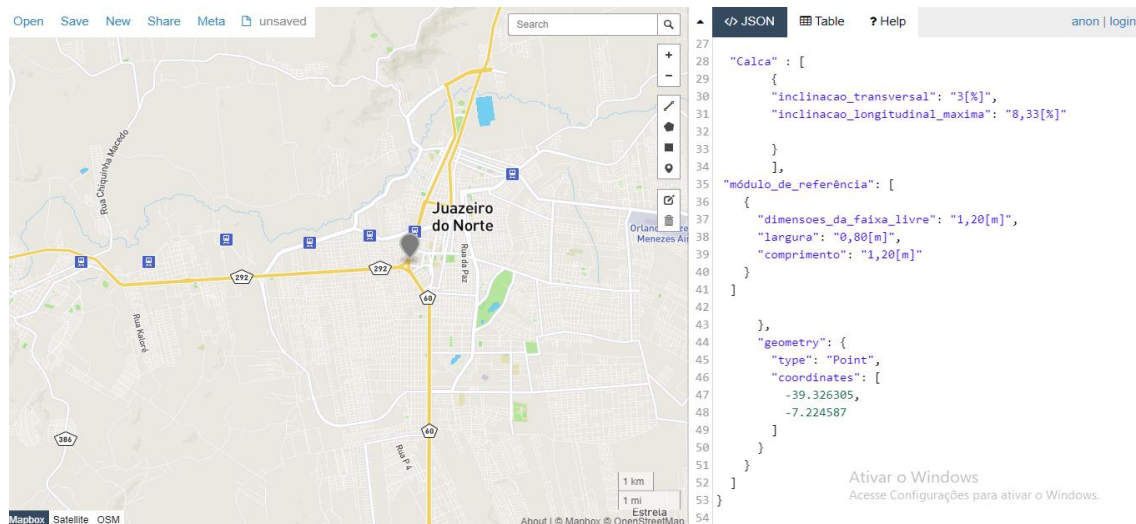 Open Save New Share Meta unsaved
Search
</> JSON Table ? Help anon | login
27
28 "Calca" : [
29 {
30 "inclinacao_transversal": "3[%]",
31 "inclinacao_longitudinal_maxima": "8,33[%]"
32
33 }
34 ],
35 "módulo_de_referência": [
36 {
37 "dimensoes_da_faixa_livre": "1,20[m]",
38 "largura": "0,80[m]",
39 "comprimento": "1,20[m]"
40 }
41 ]
42
43 },
44 "geometry": {
45 "type": "Point",
46 "coordinates": [
47 -39.326305,
48 -7.224587
49 ]
50 }
51 }
52 ]
53 }
54
+
−
Rua Chiquinha Macedo
Juazeiro
do Norte
Menezes
Rua da Paz
292
292
60
Rua Kaloré
60
386
Rua P 4
1 km
1 mi
Estrela
About | © Mapbox © OpenStreetMap
Mapbox Satellite OSM
Ativar o Windows
Acesse Configurações para ativar o Windows.